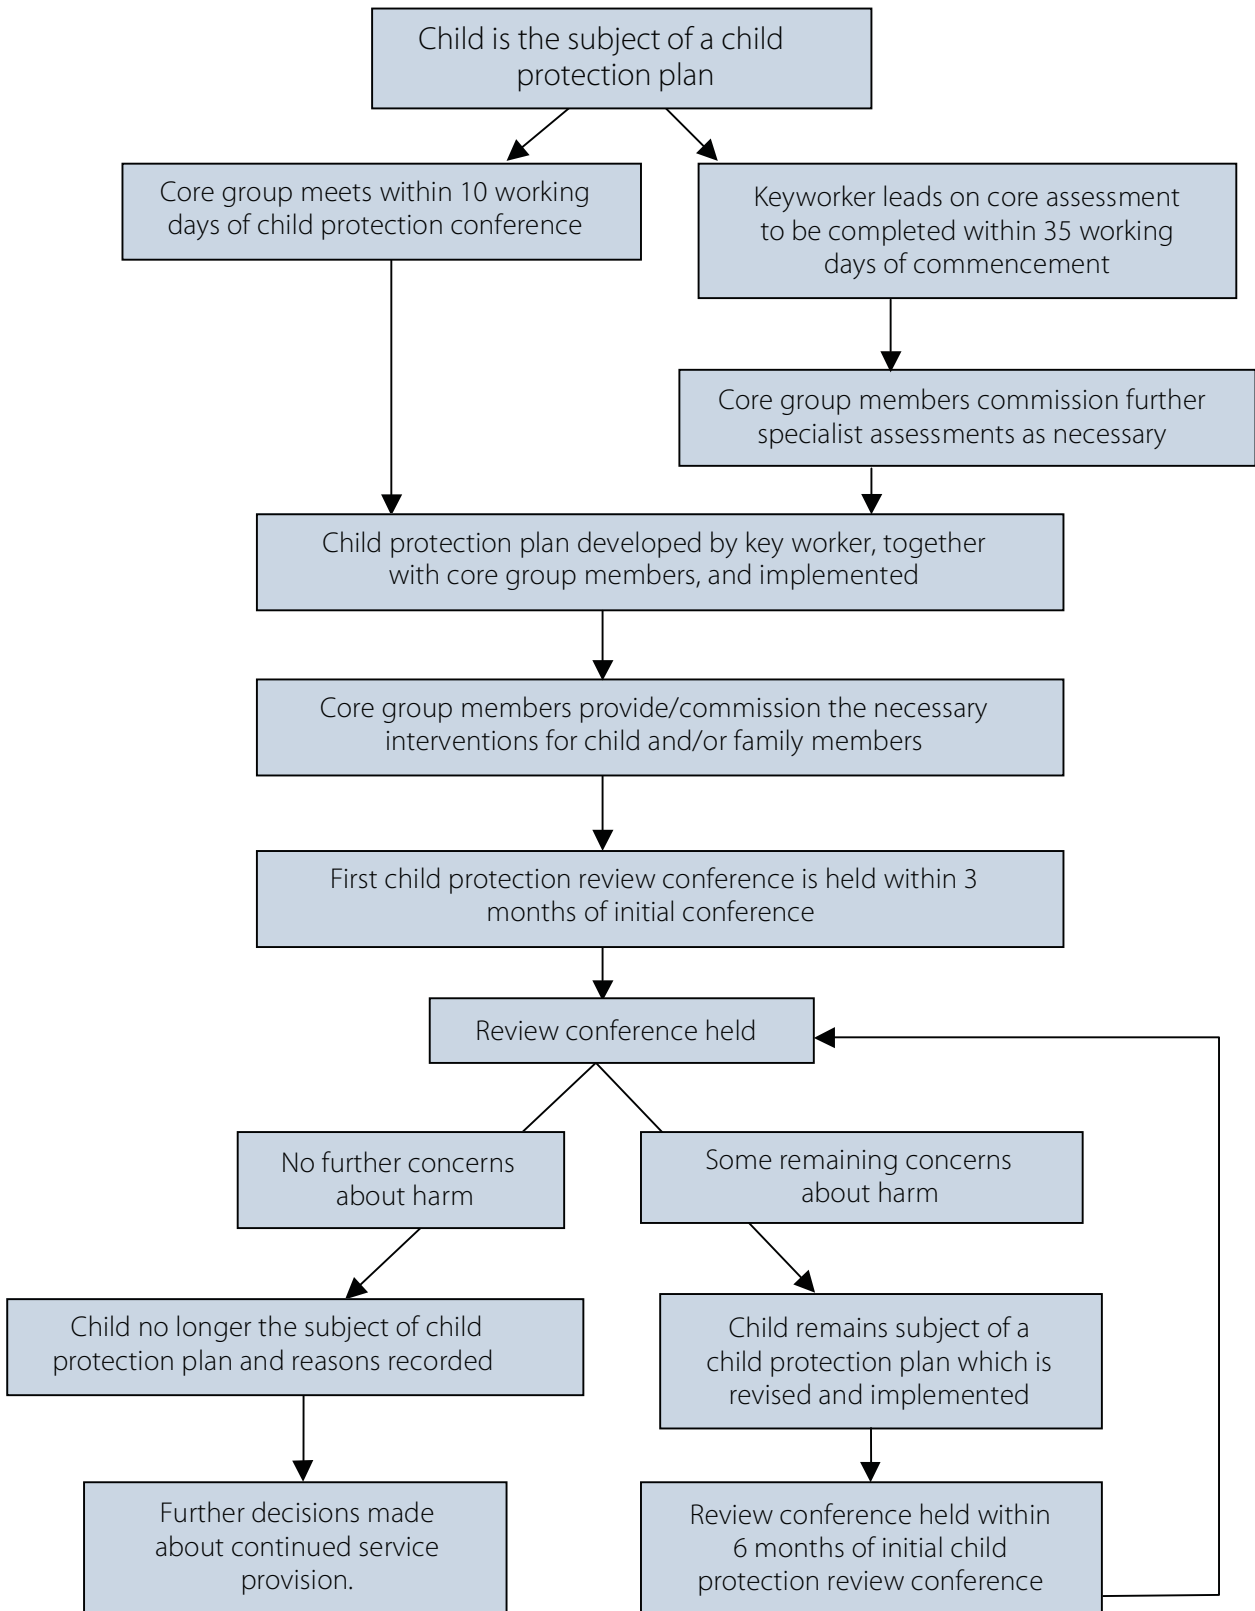 Child is the subject of a child
protection plan
Core group meets within 10 working
days of child protection conference
Keyworker leads on core assessment
to be completed within 35 working
days of commencement
Core group members commission further
specialist assessments as necessary
Child protection plan developed by key worker, together
with core group members, and implemented
Core group members provide/commission the necessary
interventions for child and/or family members
First child protection review conference is held within 3
months of initial conference
Review conference held
No further concerns
about harm
Some remaining concerns
about harm
Child no longer the subject of child
protection plan and reasons recorded
Child remains subject of a
child protection plan which is
revised and implemented
Further decisions made
about continued service
provision.
Review conference held within
6 months of initial child
protection review conference